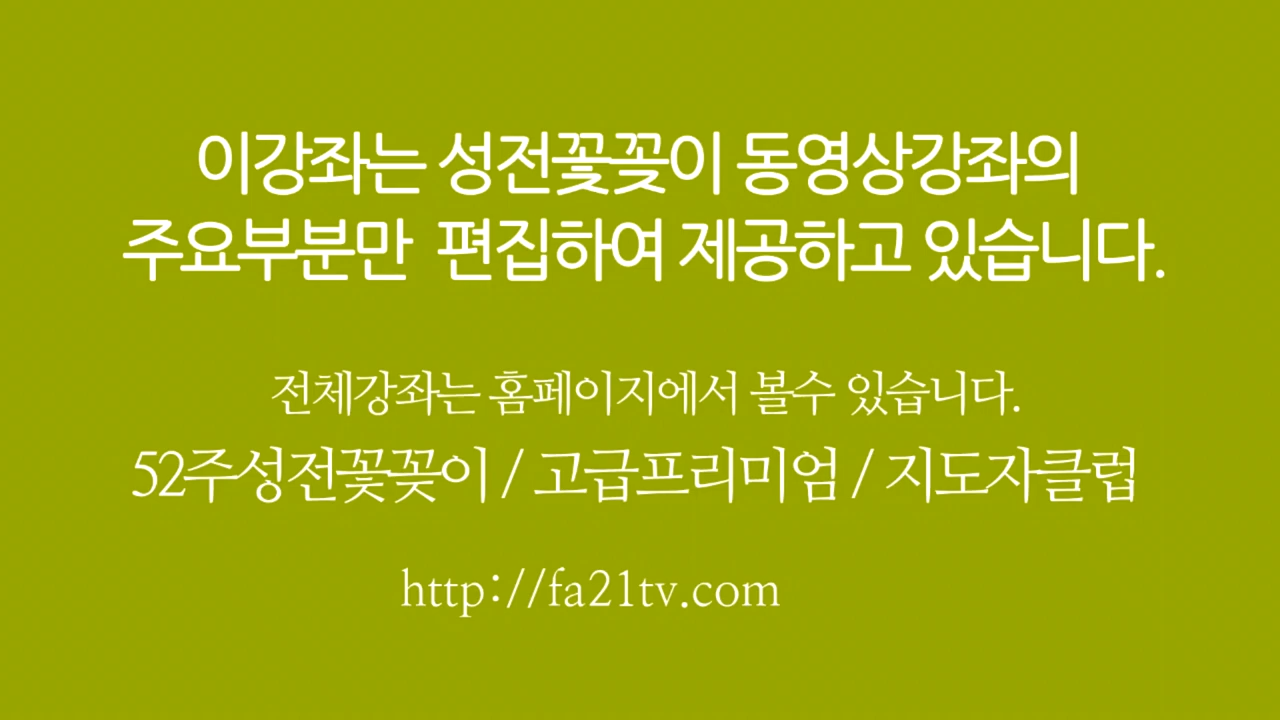 이강좌는 성전꽃꽂이 동영상강좌의
주요부분만 편집하여 제공하고 있습니다.
전체강좌는 홈페이지에서 볼수 있습니다.
52주성전꽃꽂이 / 고급프리미엄 / 지도자클럽
http://fa21tv.com